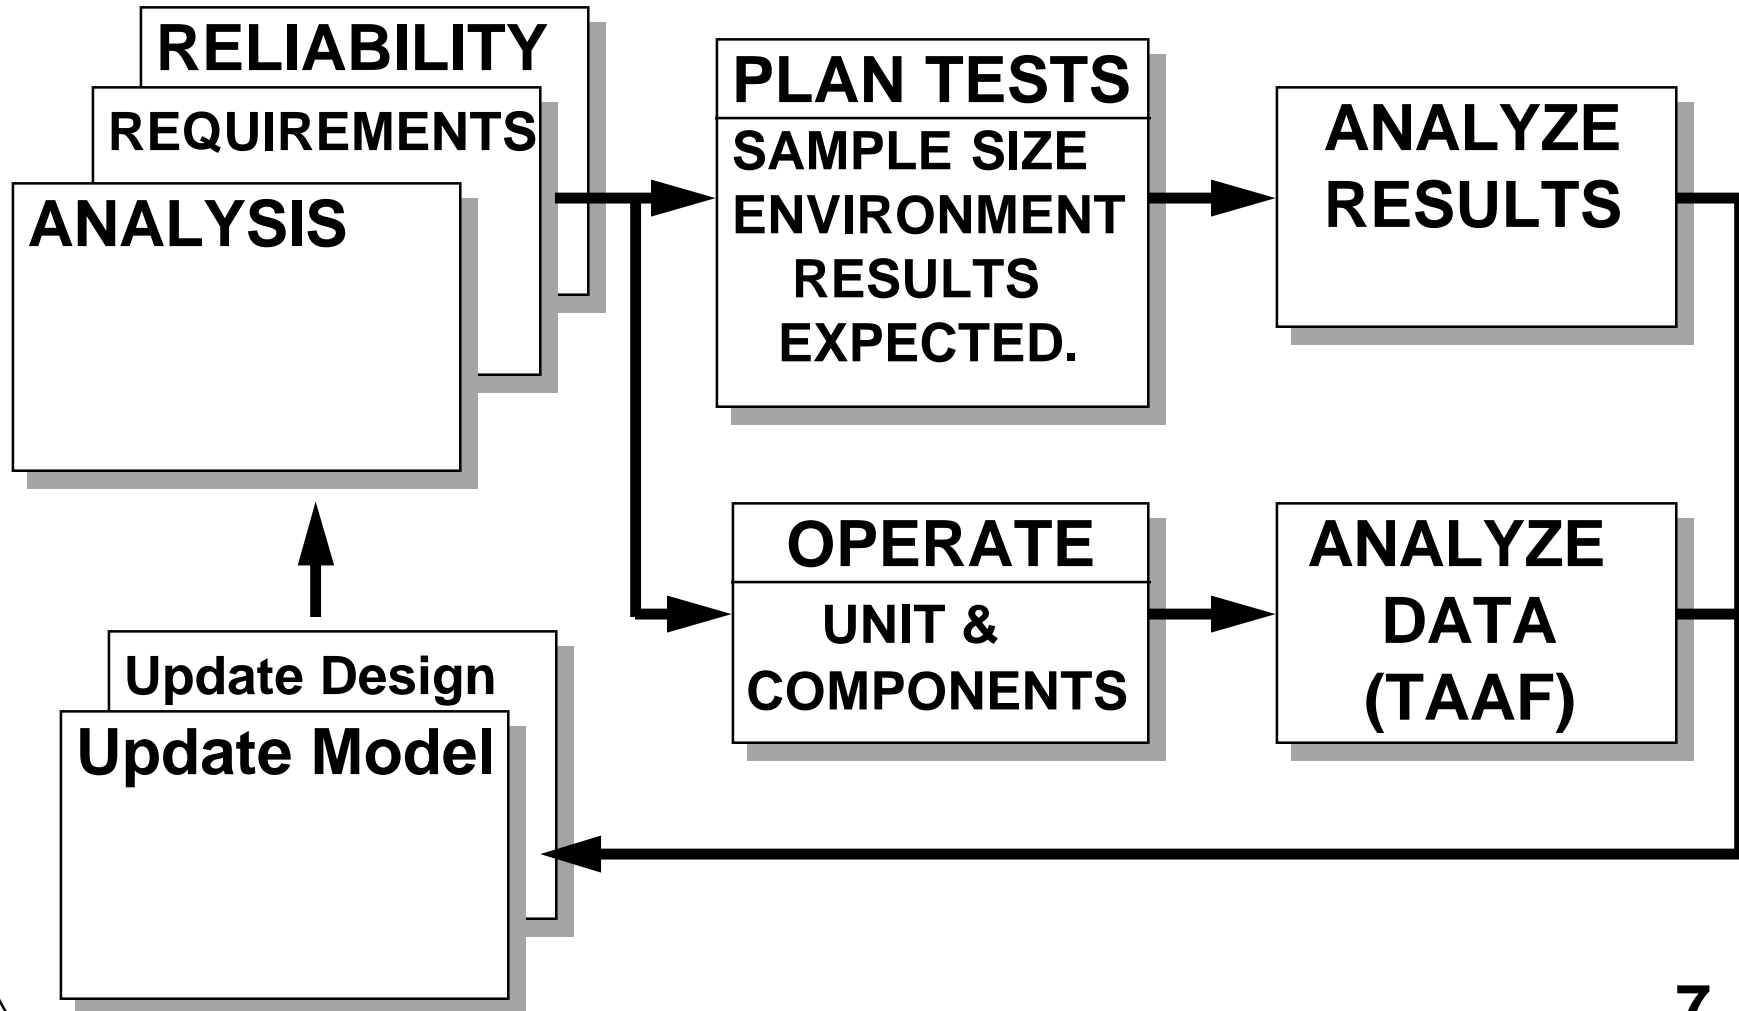 RELIABILITY
REQUIREMENTS
ANALYSIS
PLAN TESTS
SAMPLE SIZE
ENVIRONMENT
RESULTS
EXPECTED.
ANALYZE
RESULTS
OPERATE
UNIT &
COMPONENTS
ANALYZE
DATA
(TAAF)
Update Design
Update Model
7